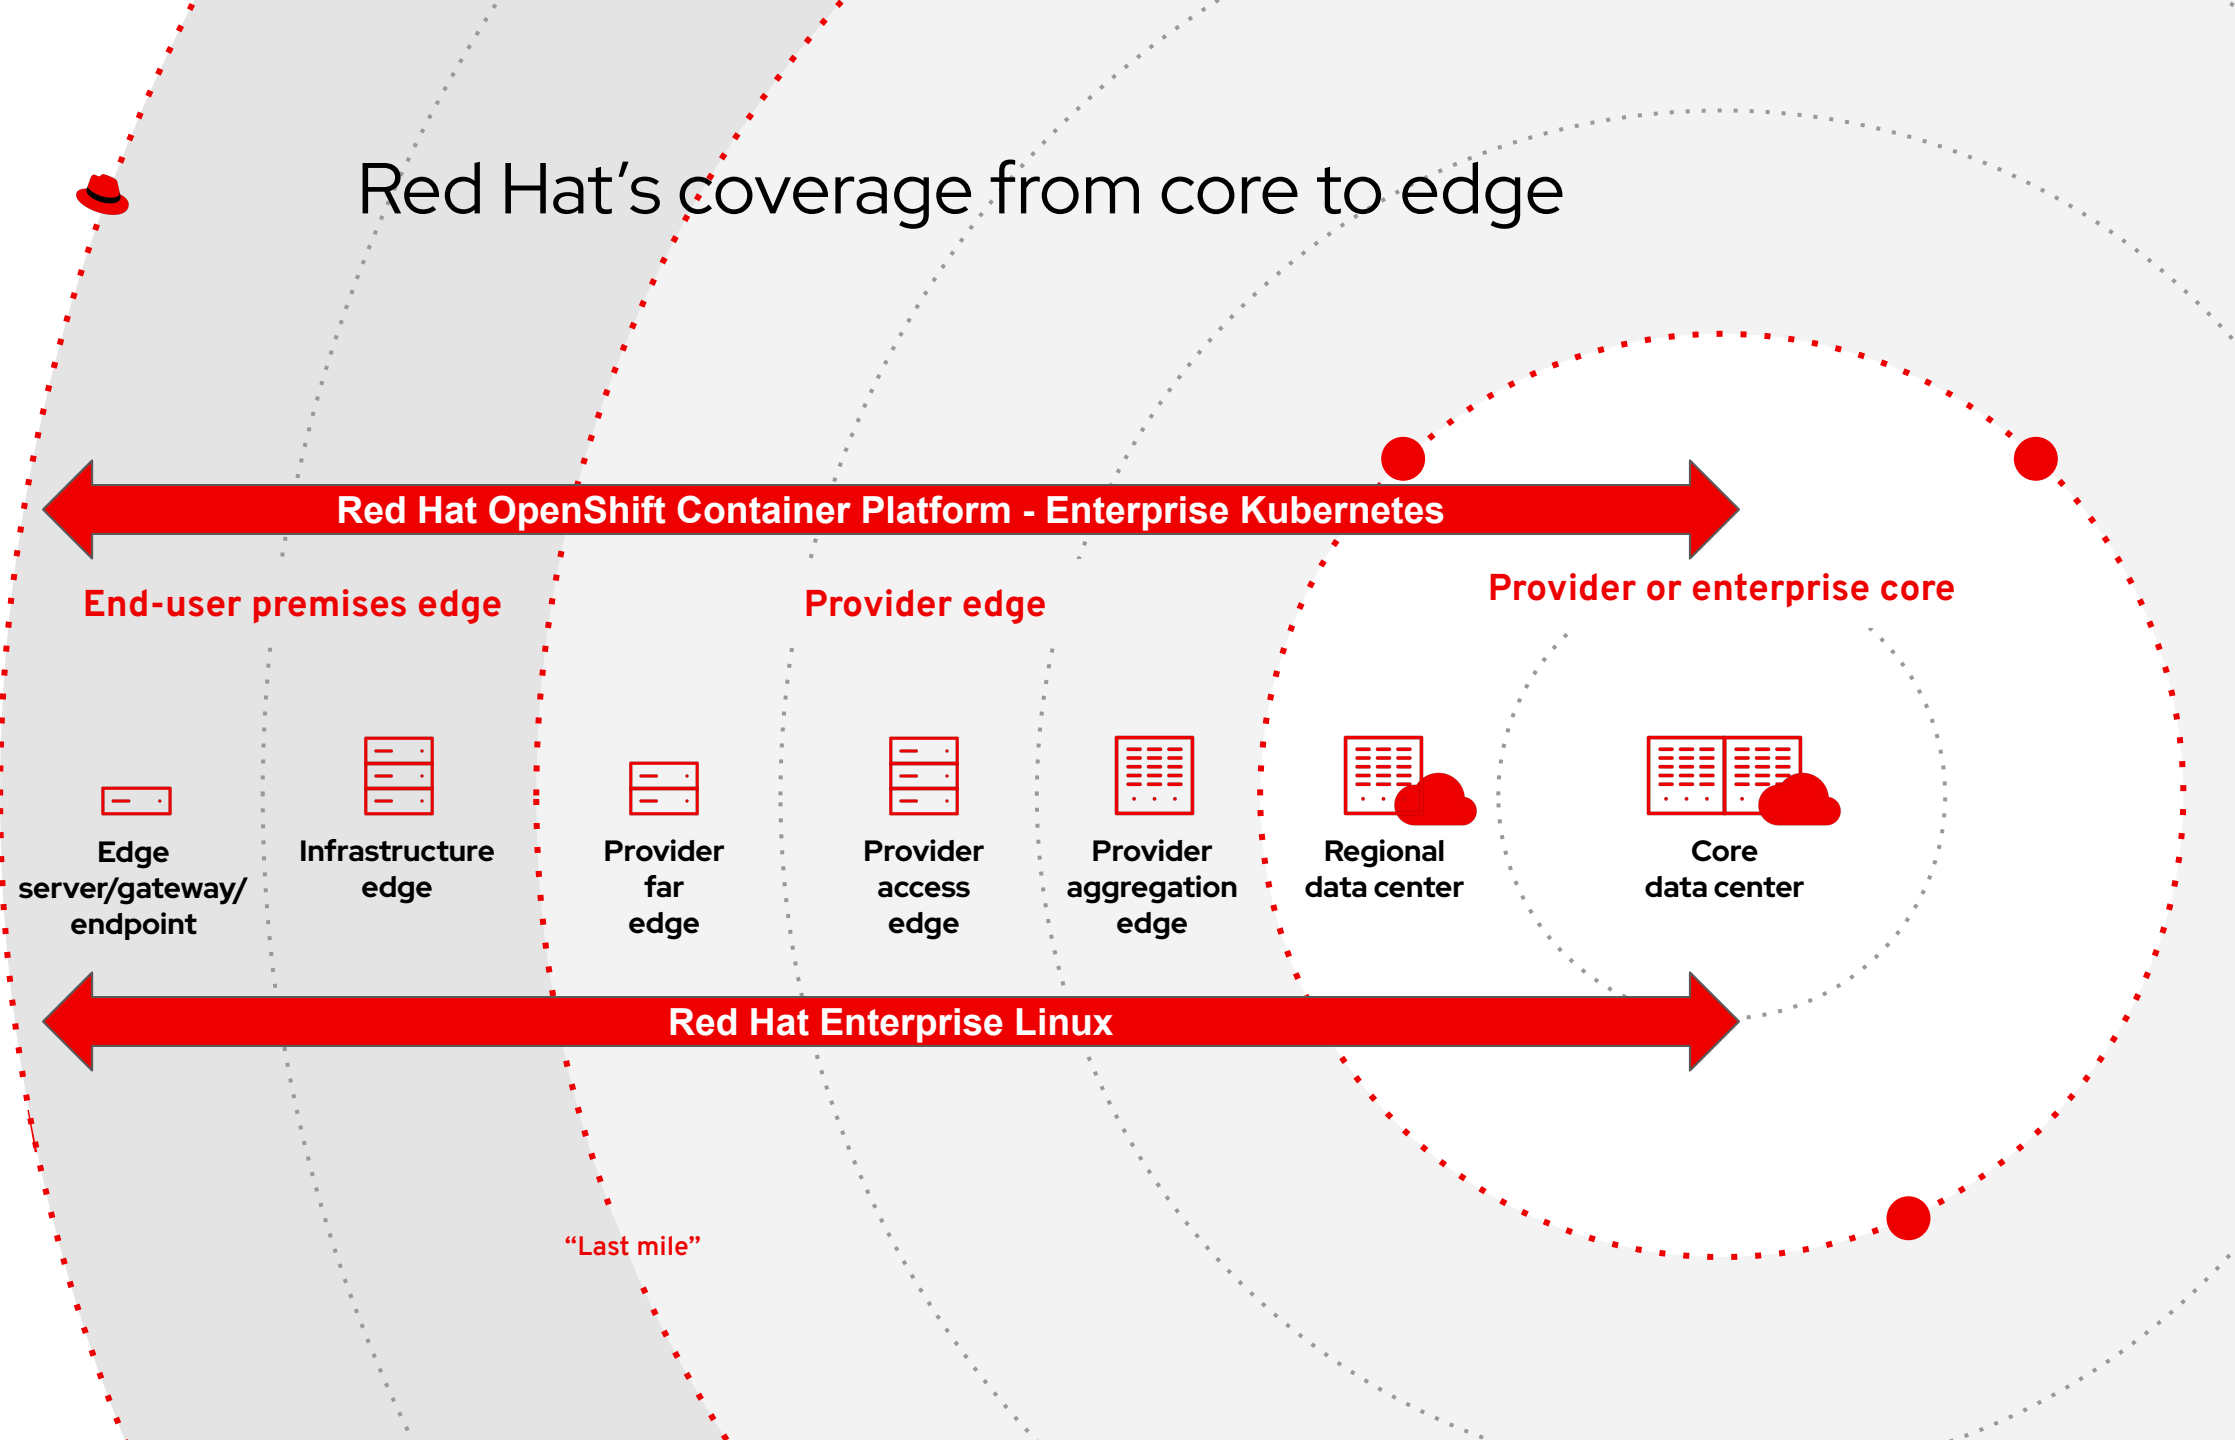 Red Hat’s coverage from core to edge
Red Hat OpenShift Container Platform - Enterprise Kubernetes
End-user premises edge
Provider edge
Provider or enterprise core
Edge
server/gateway/
endpoint
Infrastructure
edge
Provider
far
edge
Provider
access
edge
Provider
aggregation
edge
Regional
data center
Core
data center
Red Hat Enterprise Linux
“Last mile”